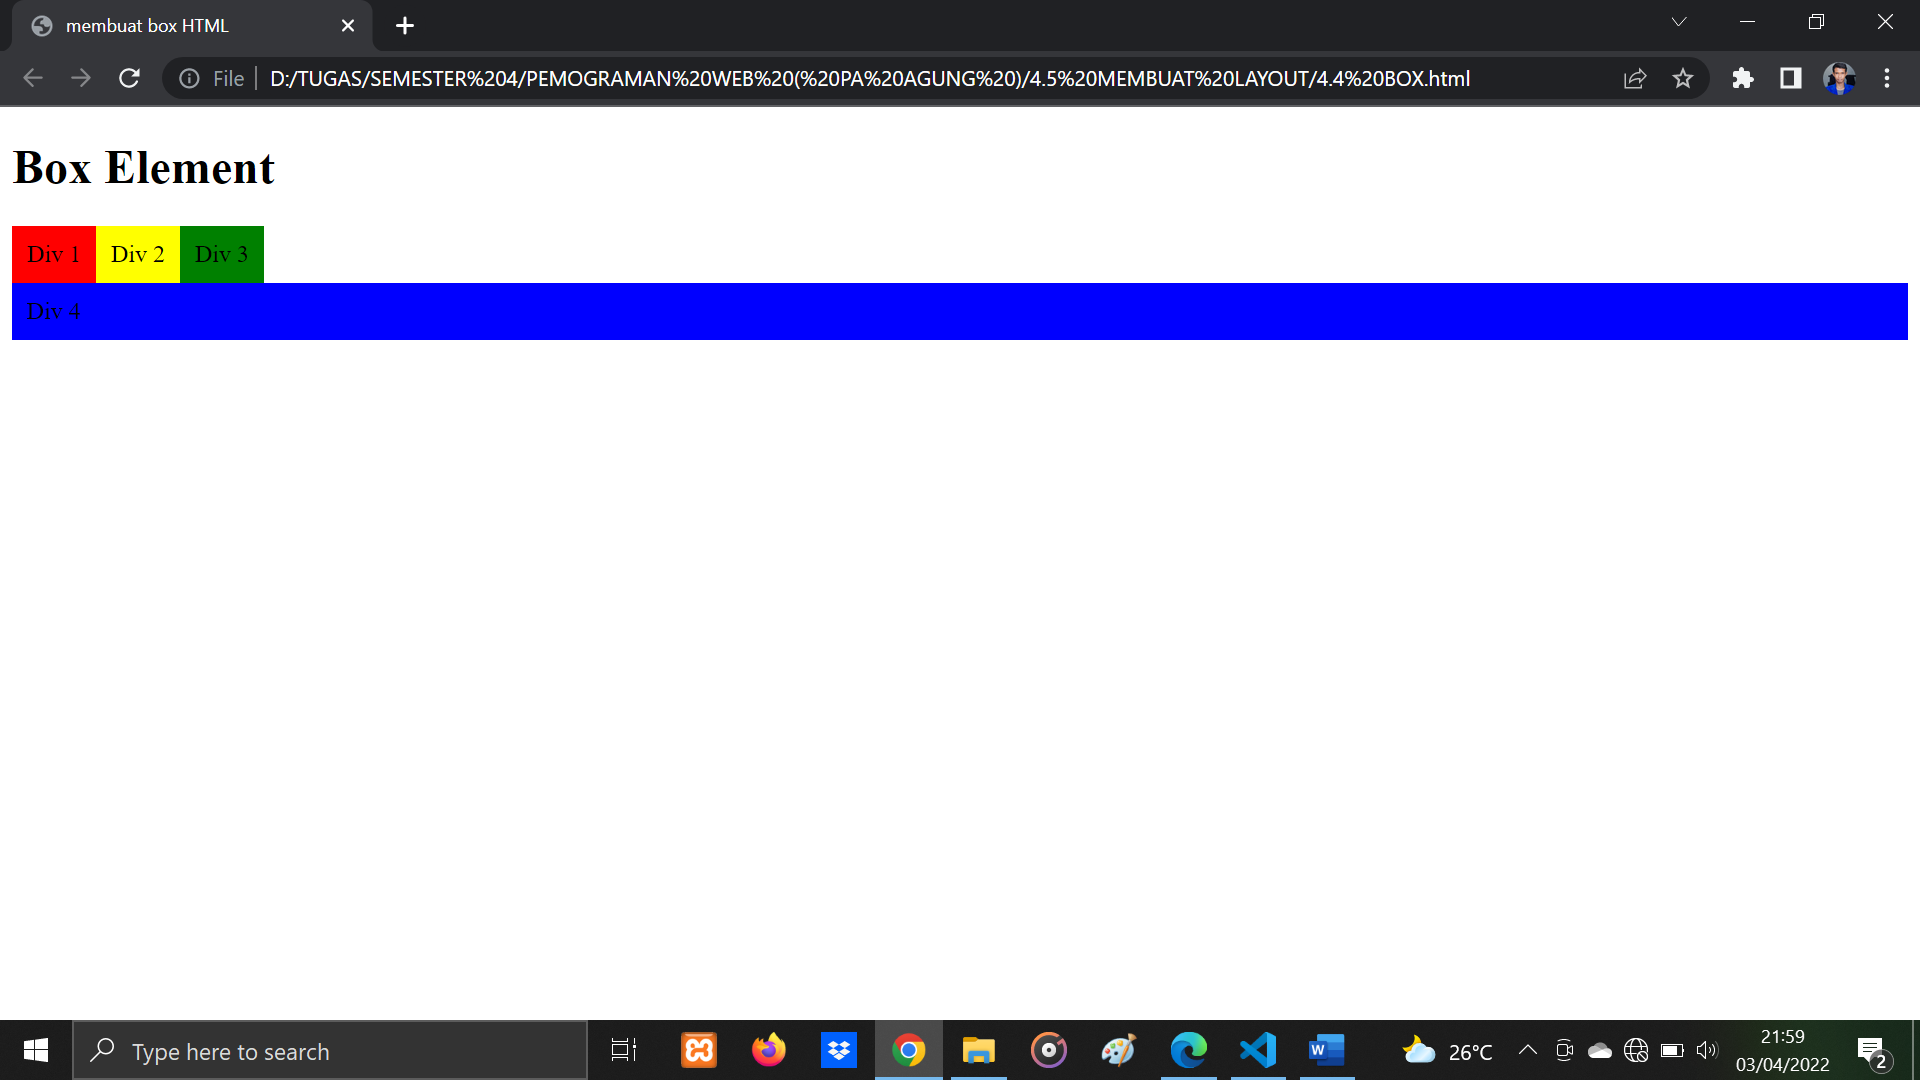 membuat box HTML
File D:/TUGAS/SEMESTER%204/PEMOGRAMAN%20WEB%20(%20PA%20AGUNG%20)/4.5%20MEMBUAT%20LAYOUT/4.4%20BOX.html
Box Element
Div 1 Div 2 Div 3
Div 4
Type here to search
W
26°C
21:59
03/04/2022
2